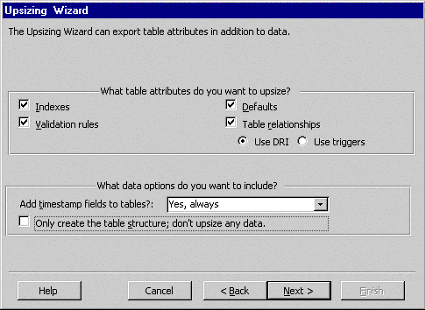 Upsizing Wizard
The Upsizing Wizard can export table attributes in addition to data.
What table attributes do you want to upsize?
Indexes
Defaults
Validation rules
Table relationships
Use DRI
Use triggers
What data options do you want to include?
Add timestamp fields to tables?:
Yes, always
Only create the table structure; don't upsize any data.
Help
Cancel
< Back
Next >
Finish